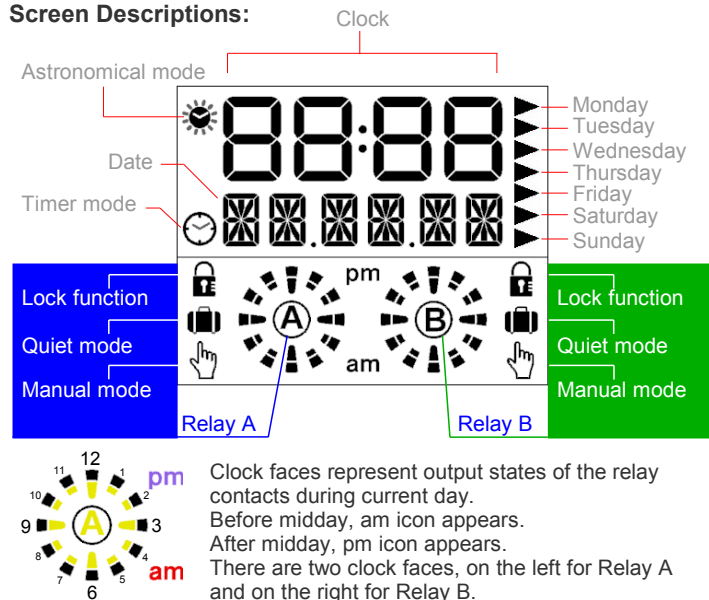 Screen Descriptions:
Clock
Astronomical mode
88:88
Monday
Tuesday
Wednesday
Date
Thursday
Friday
Timer mode
Saturday
Sunday
pm
Lock function
Lock function
A
B
Quiet mode
Quiet mode
am
Manual mode
Manual mode
Relay A
Relay B
12
11
1
pm
10
2
9
A
3
8
4
am
7
5
6
Clock faces represent output states of the relay
contacts during current day.
Before midday, am icon appears.
After midday, pm icon appears.
There are two clock faces, on the left for Relay A
and on the right for Relay B.